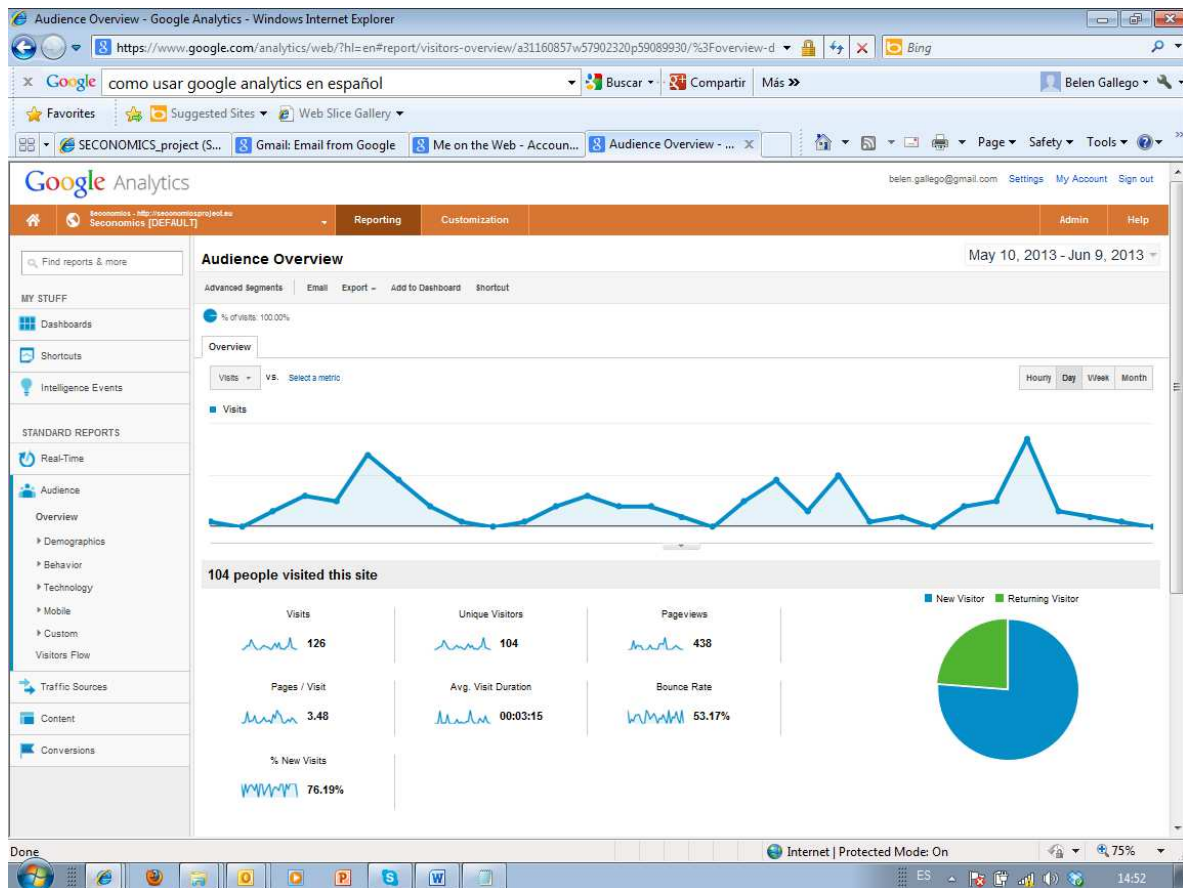 Audience Overview - Google Analytics - Windows Internet Explorer
https://www.google.com/analytics/web/?hl=en#report/visitors-overview/a31160857w57902320p59089930/%3Foverview-d
Bing
x Google como usar google analytics en español Buscar Compartir Más » Belen Gallego
Favorites Suggested Sites Web Slice Gallery
SECONOMICS_project (S... Gmail: Email from Google Me on the Web - Accoun... Audience Overview - ... X Page Safety Tools
Google Analytics
belen.gallego@gmail.com Settings My Account Sign out
Seconomics - http://seconomicsproject.eu
Seconomics [DEFAULT]
Reporting Customization Admin Help
Find reports & more
MY STUFF
Dashboards
Shortcuts
Intelligence Events
STANDARD REPORTS
Real-Time
Audience
Overview
Demographics
Behavior
Technology
Mobile
Custom
Visitors Flow
Traffic Sources
Content
Conversions
Audience Overview
May 10, 2013 - Jun 9, 2013
Advanced Segments Email Export Add to Dashboard Shortcut
% of visits: 100.00%
Overview
Visits VS. Select a metric
Hourly Day Week Month
Visits
104 people visited this site
Visits
126
Unique Visitors
104
Pageviews
438
Pages / Visit
3.48
Avg. Visit Duration
00:03:15
Bounce Rate
53.17%
% New Visits
76.19%
New Visitor Returning Visitor
Done Internet | Protected Mode: On 75%
ES 14:52